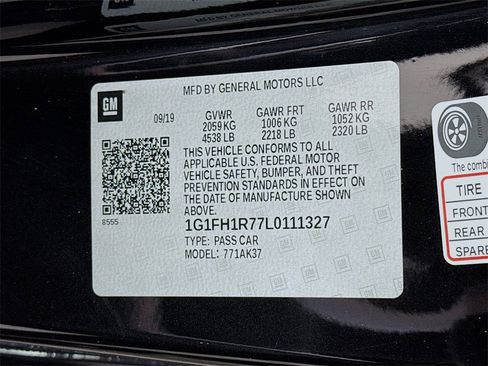 MFD BY GENERAL MOTORS LLC
GM
09/19
GVWR GAWR FRT GAWR RR
2059 KG 1006 KG 1052 KG
4538 LB 2218 LB 2320 LB
THIS VEHICLE CONFORMS TO ALL
APPLICABLE U.S. FEDERAL MOTOR
VEHICLE SAFETY, BUMPER, AND THEFT
PREVENTION STANDARDS IN EFFECT ON
THE DATE OF MANUFACTURE SHOWN
ABOVE.
8555
1G1FH1R77L0111327
TYPE: PASS CAR
MODEL: 771AK37
The combi
TIRE
FRONT
REAR
SPARE